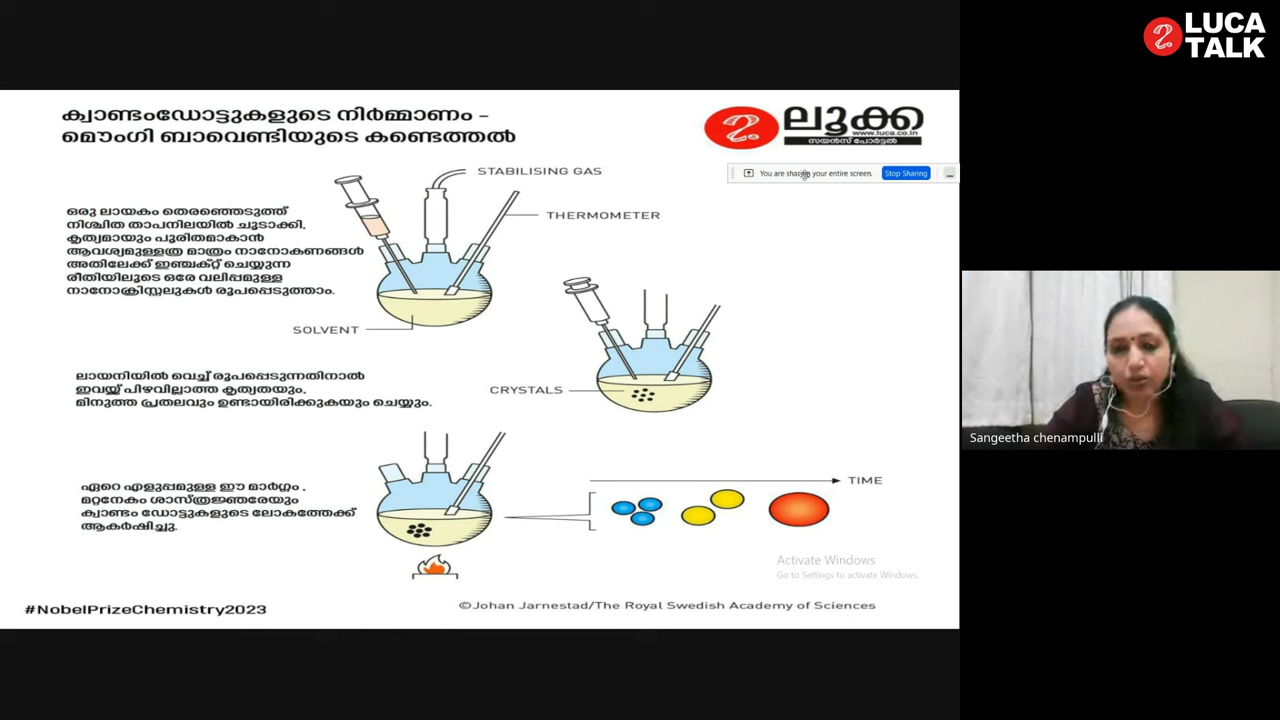 LUCA
TALK
ക്വാണ്ടംഡോട്ടുകളുടെ നിർമ്മാണം –
മൌംഗി ബാവെണ്ടിയുടെ കണ്ടെത്തൽ
ലൂക്ക
www.luca.co.in
സയൻസ് പോർട്ടൽ
You are sharing your entire screen.
Stop Sharing
STABILISING GAS
THERMOMETER
ഒരു ലായകം തെരഞ്ഞെടുത്ത്
നിശ്ചിത താപനിലയിൽ ചൂടാക്കി,
കൃത്യമായും പൂരിതമാകാൻ
ആവശ്യമുള്ളത്ര മാത്രം നാനോകണങ്ങൾ
അതിലേക്ക് ഇഞ്ചക്റ്റ് ചെയ്യുന്ന
രീതിയിലൂടെ ഒരേ വലിപ്പമുള്ള
നാനോക്രിസ്റ്റലുകൾ രൂപപ്പെടുത്താം.
SOLVENT
ലായനിയിൽ വെച്ച് രൂപപ്പെടുന്നതിനാൽ
ഇവയ്ക്ക് പിഴവില്ലാത്ത കൃത്യതയും,
മിനുത്ത പ്രതലവും ഉണ്ടായിരിക്കുകയും ചെയ്യും.
CRYSTALS
Sangeetha chenampulli
ഏറെ എളുപ്പമുള്ള ഈ മാർഗ്ഗം ,
മറ്റനേകം ശാസ്ത്രജ്ഞരേയും
ക്വാണ്ടം ഡോട്ടുകളുടെ ലോകത്തേക്ക്
ആകർഷിച്ചു.
TIME
Activate Windows
Go to Settings to activate Windows.
#NobelPrizeChemistry2023
©Johan Jarnestad/The Royal Swedish Academy of Sciences